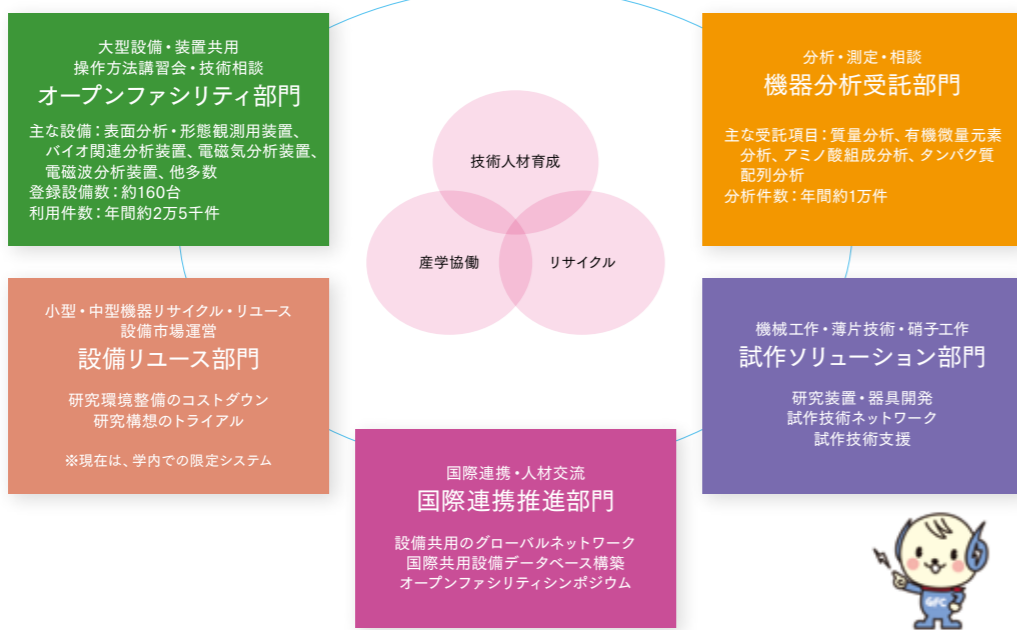 大型設備・装置共用
操作方法講習会・技術相談
オープンファシリティ部門
主な設備：表面分析・形態観測用装置、
バイオ関連分析装置、電磁気分析装置、
電磁波分析装置、他多数
登録設備数：約160台
利用件数：年間約2万5千件
分析・測定・相談
機器分析受託部門
主な受託項目：質量分析、有機微量元素
分析、アミノ酸組成分析、タンパク質
配列分析
分析件数：年間約1万件
技術人材育成
産学協働
リサイクル
小型・中型機器リサイクル・リユース
設備市場運営
設備リユース部門
研究環境整備のコストダウン
研究構想のトライアル
※現在は、学内での限定システム
機械工作・薄片技術・硝子工作
試作ソリューション部門
研究装置・器具開発
試作技術ネットワーク
試作技術支援
国際連携・人材交流
国際連携推進部門
設備共用のグローバルネットワーク
国際共用設備データベース構築
オープンファシリティシンポジウム
GFC